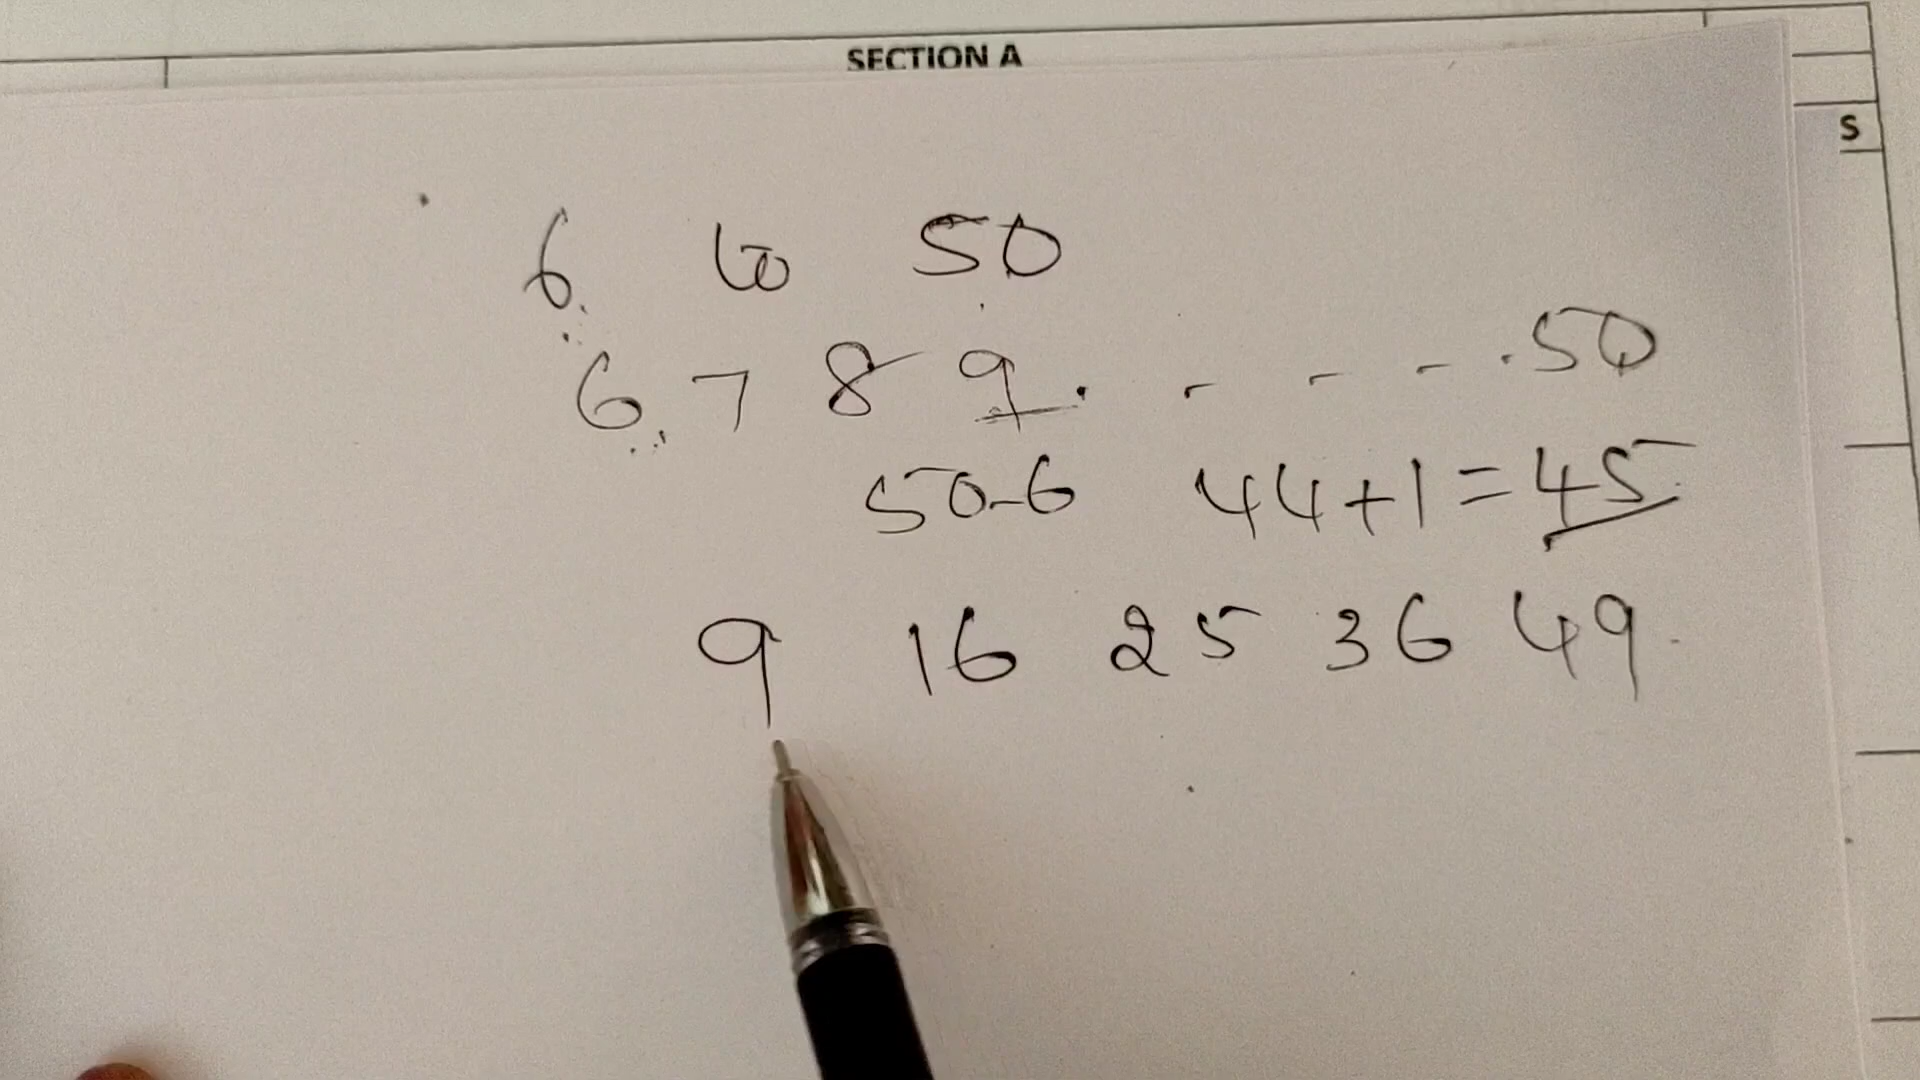 SECTION A
S
6. to 50
6, 7 8 9. - - - .50
50-6 44+1=45
9 16 25 36 49.